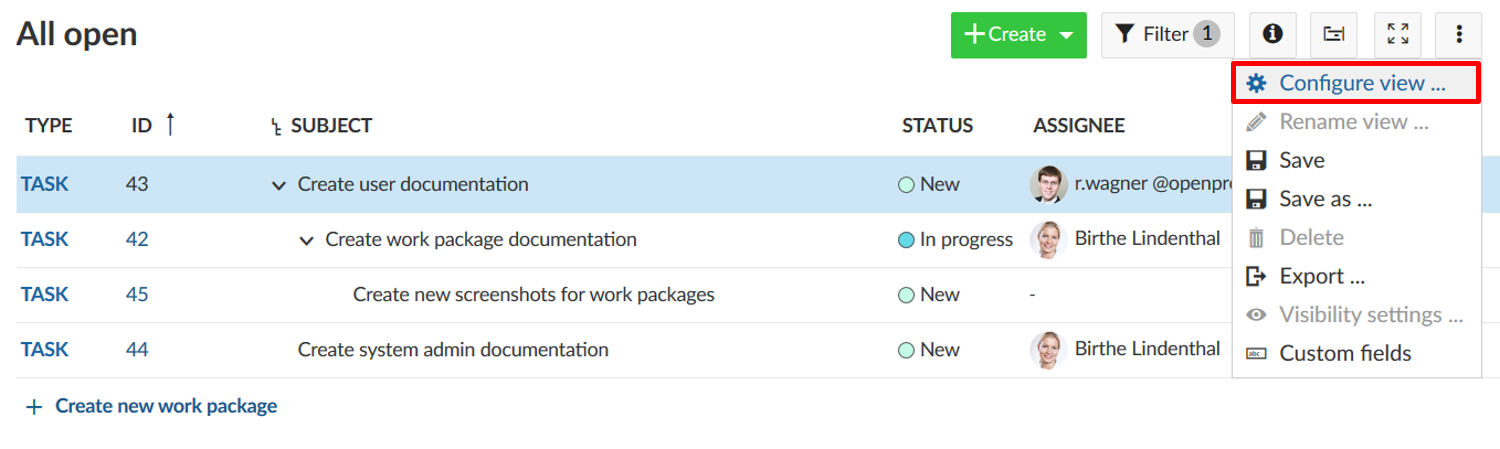 All open
Create
Filter 1
Configure view ...
Rename view ...
Save
Save as ...
Delete
Export ...
Visibility settings ...
Custom fields
TYPE ID SUBJECT STATUS ASSIGNEE
TASK 43 Create user documentation New r.wagner @openpr
TASK 42 Create work package documentation In progress Birthe Lindenthal
TASK 45 Create new screenshots for work packages New -
TASK 44 Create system admin documentation New Birthe Lindenthal
+ Create new work package